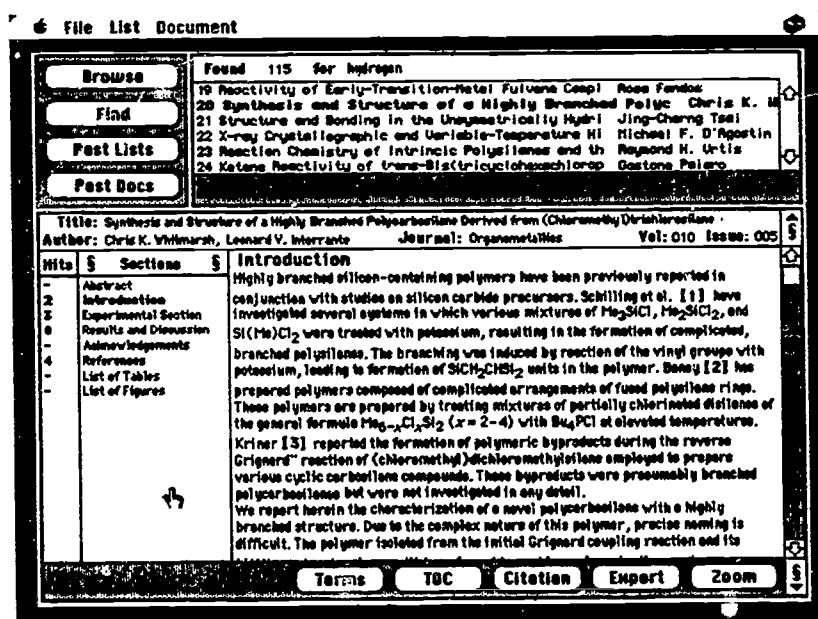 File List Document
Browse
Find
Past Lists
Past Docs
Found 115 for hydrogen
19 Reactivity of Early-Transition-Metal Fulvene Compl Rosa Fandos
20 Synthesis and Structure of a Highly Branched Polyc Chris K. W
21 Structure and Bonding in the Unsymmetrically Hydri Jing-Cherng Tsai
22 X-ray Crystallographic and Variable-Temperature Hi Michael F. D'Agostin
23 Reaction Chemistry of Intrincic Polysilanes and th Raymond H.
24 Ketene Reactivity of trans-Bis(tricyclohexachlorop Gastone
Title: Synthesis and Structure of a Highly Branched Polycarbosilane Derived from (Chloromethyl)trichlorosilane .
Author: Chris K. Whitmarsh, Leonard V. Interrante Journal: Organometallics Vol: 010 Issue: 005
Hits § Sections §
- Abstract
2 Introduction
3 Experimental Section
Results and Discussion
- Acknowledgements
4 References
- List of Tables
- List of Figures
Introduction
Highly branched silicon-containing polymers have been previously reported in
conjunction with studies on silicon carbide precursors. Schilling et al. [1] have
investigated several systems in which various mixtures of Me3SiCl, Me2SiCl2, and
Si(Me)Cl2 were treated with potassium, resulting in the formation of complicated,
branched polysilanes. The branching was induced by reaction of the vinyl groups with
potassium, leading to formation of SiCH2CHSi2 units in the polymer. Baney [2] has
prepared polymers composed of complicated arrangements of fused polysilane rings.
These polymers are prepared by treating mixtures of partially chlorinated disilanes of
the general formula Me6-xClxSi2 (x = 2-4) with Bu4PCl at elevated temperatures.
Kriner [3] reported the formation of polymeric byproducts during the reverse
Grignard" reaction of (chloromethyl)dichloromethylsilane employed to prepare
various cyclic carbosilane compounds. These byproducts were presumably branched
polycarbosilanes but were not investigated in any detail.
We report herein the characterization of a novel polycarbosilane with a highly
branched structure. Due to the complex nature of this polymer, precise naming is
difficult. The polymer isolated from the initial Grignard coupling reaction and its
Terms TOC Citation Export Zoom